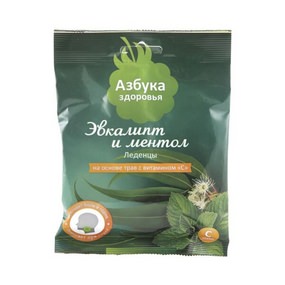 Азбука
здоровья
Эвкалипт
и ментол
Леденцы
на основе трав с витамином «С»
С